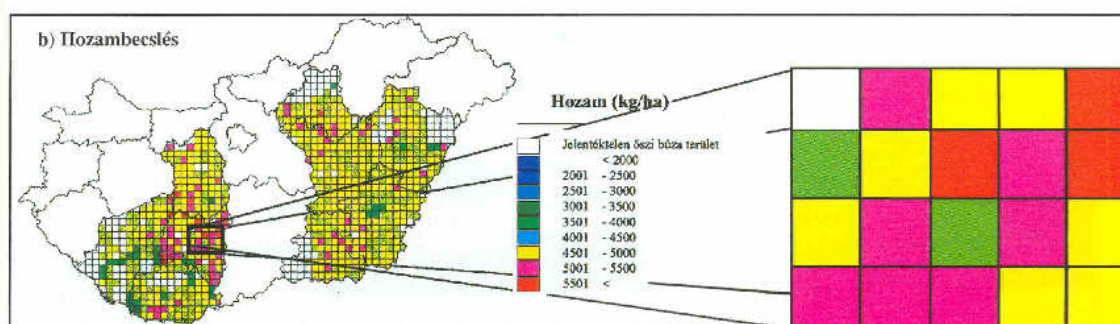 b) Hozambecslés
Hozam (kg/ha)
Jelentéktelen őszi búza terület
< 2000
2001 - 2500
2501 - 3000
3001 - 3500
3501 - 4000
4001 - 4500
4501 - 5000
5001 - 5500
5501 <